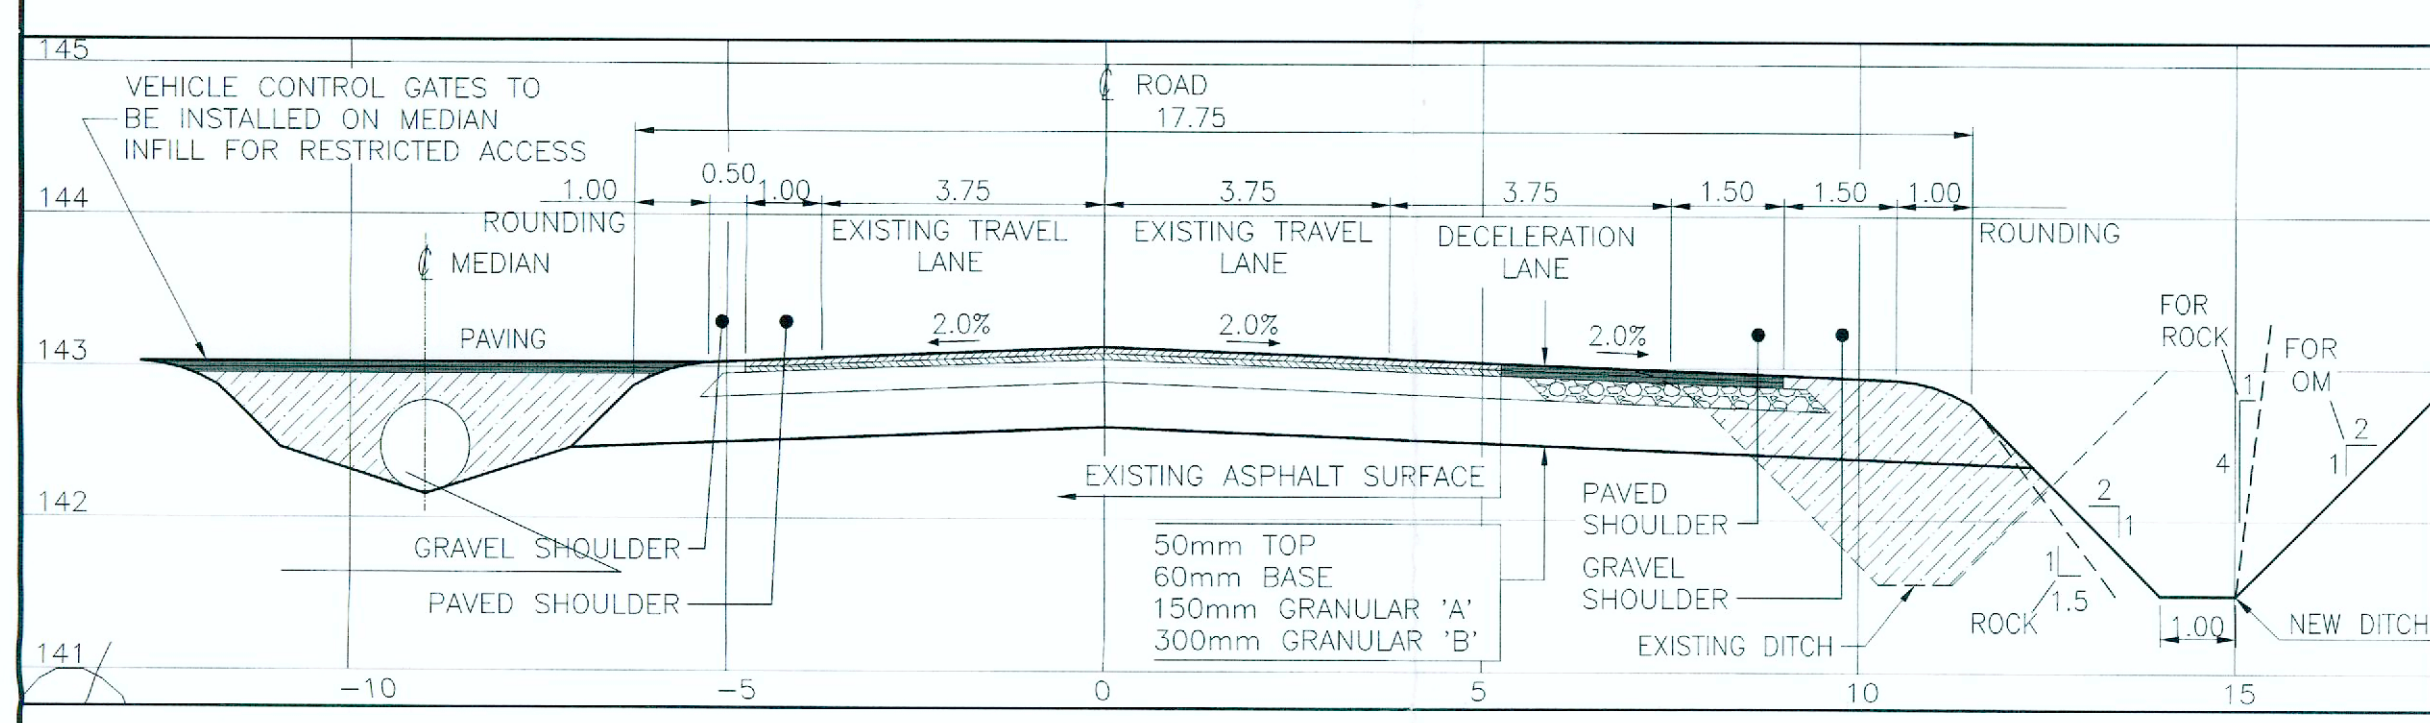 145
VEHICLE CONTROL GATES TO
BE INSTALLED ON MEDIAN
INFILL FOR RESTRICTED ACCESS
℄ ROAD
17.75
144
1.00
ROUNDING
0.50
1.00
3.75
EXISTING TRAVEL
LANE
3.75
EXISTING TRAVEL
LANE
3.75
DECELERATION
LANE
1.50
1.50
1.00
ROUNDING
℄ MEDIAN
143
PAVING
2.0%
2.0%
2.0%
FOR
ROCK
FOR
OM
1
4
2
1
142
EXISTING ASPHALT SURFACE
GRAVEL SHOULDER
PAVED SHOULDER
50mm TOP
60mm BASE
150mm GRANULAR 'A'
300mm GRANULAR 'B'
PAVED
SHOULDER
GRAVEL
SHOULDER
2
1
1
1.5
ROCK
EXISTING DITCH
1.00
NEW DITCH
141
-10
-5
0
5
10
15